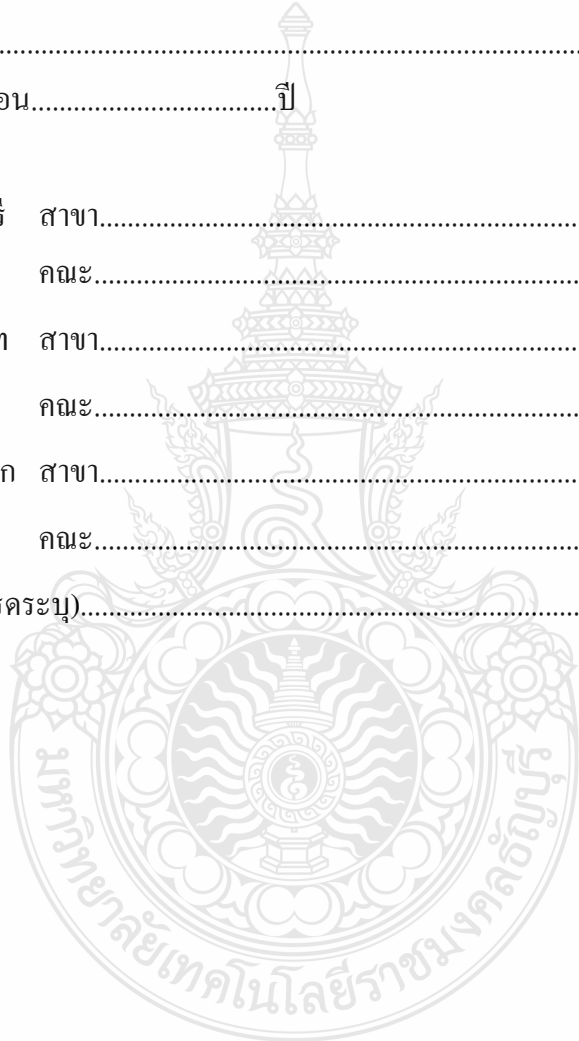 ................................................................................
อน...................................ปี
รี สาขา.....................................................................
คณะ.....................................................................
ท สาขา.....................................................................
คณะ.....................................................................
ก สาขา.....................................................................
คณะ.....................................................................
รดระบุ).......................................................................
มหาวิทยาลัยเทคโนโลยีราชมงคลธัญบุรี